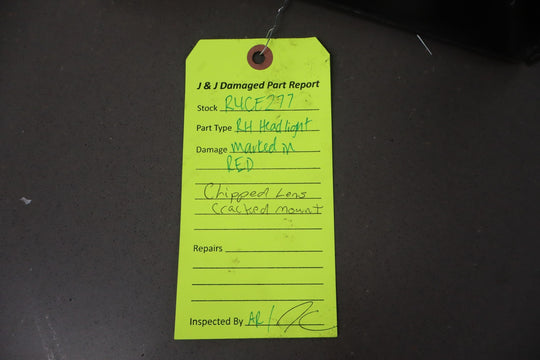 J & J Damaged Part Report
Stock RYCE277
Part Type RH Headlight
Damage marked in
RED
Chipped Lens
Cracked mount
Repairs
Inspected By AR/